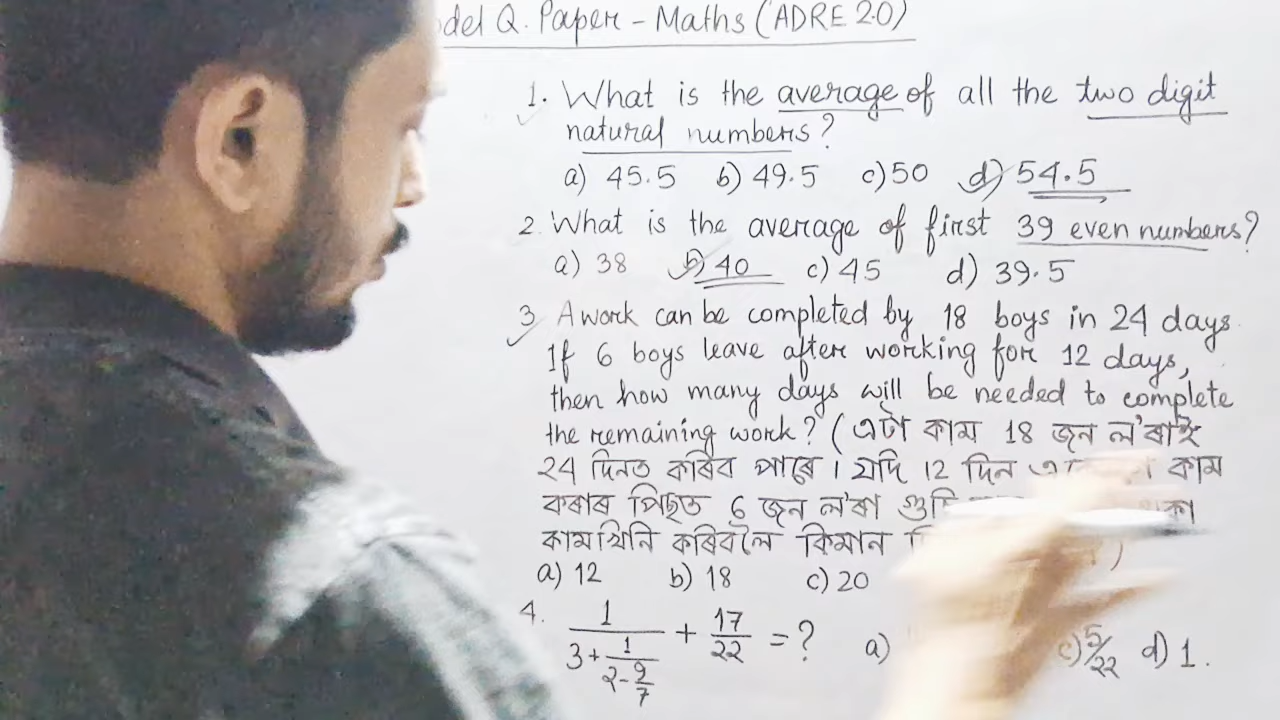 Q. Paper - Maths (ADRE 2.0)
1. What is the average of all the two digit
natural numbers?
a) 45.5 b) 49.5 c) 50 d) 54.5
2. What is the average of first 39 even numbers?
a) 38 b) 40 c) 45 d) 39.5
3. A work can be completed by 18 boys in 24 days.
If 6 boys leave after working for 12 days,
then how many days will be needed to complete
the remaining work? (এটা কাম 18 জন ল'ৰাই
24 দিনত কৰিব পাৰে। যদি 12 দিন কাম
কৰাৰ পিছত 6 জন ল'ৰা
কামখিনি কৰিবলৈ কিমান )
a) 12 b) 18 c) 20
4. 1/(3+1/(2-9/7)) + 17/22 = ? a) c) 5/22 d) 1.